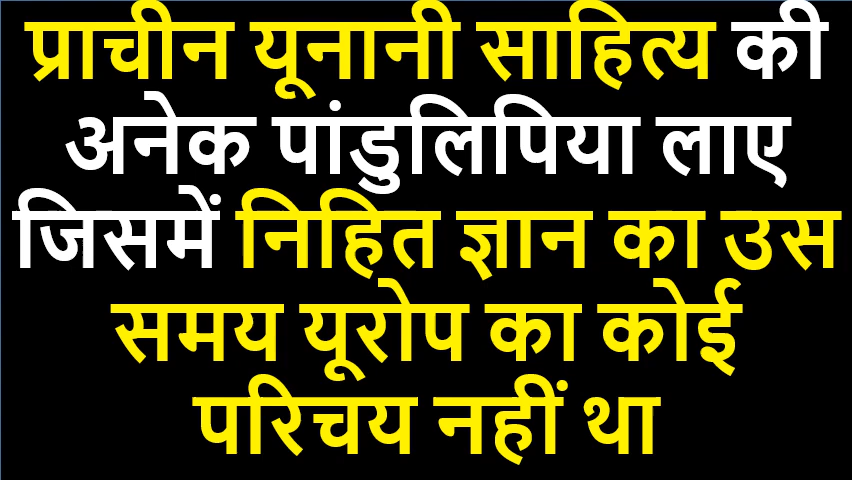 प्राचीन यूनानी साहित्य की
अनेक पांडुलिपिया लाए
जिसमें निहित ज्ञान का उस
समय यूरोप का कोई
परिचय नहीं था